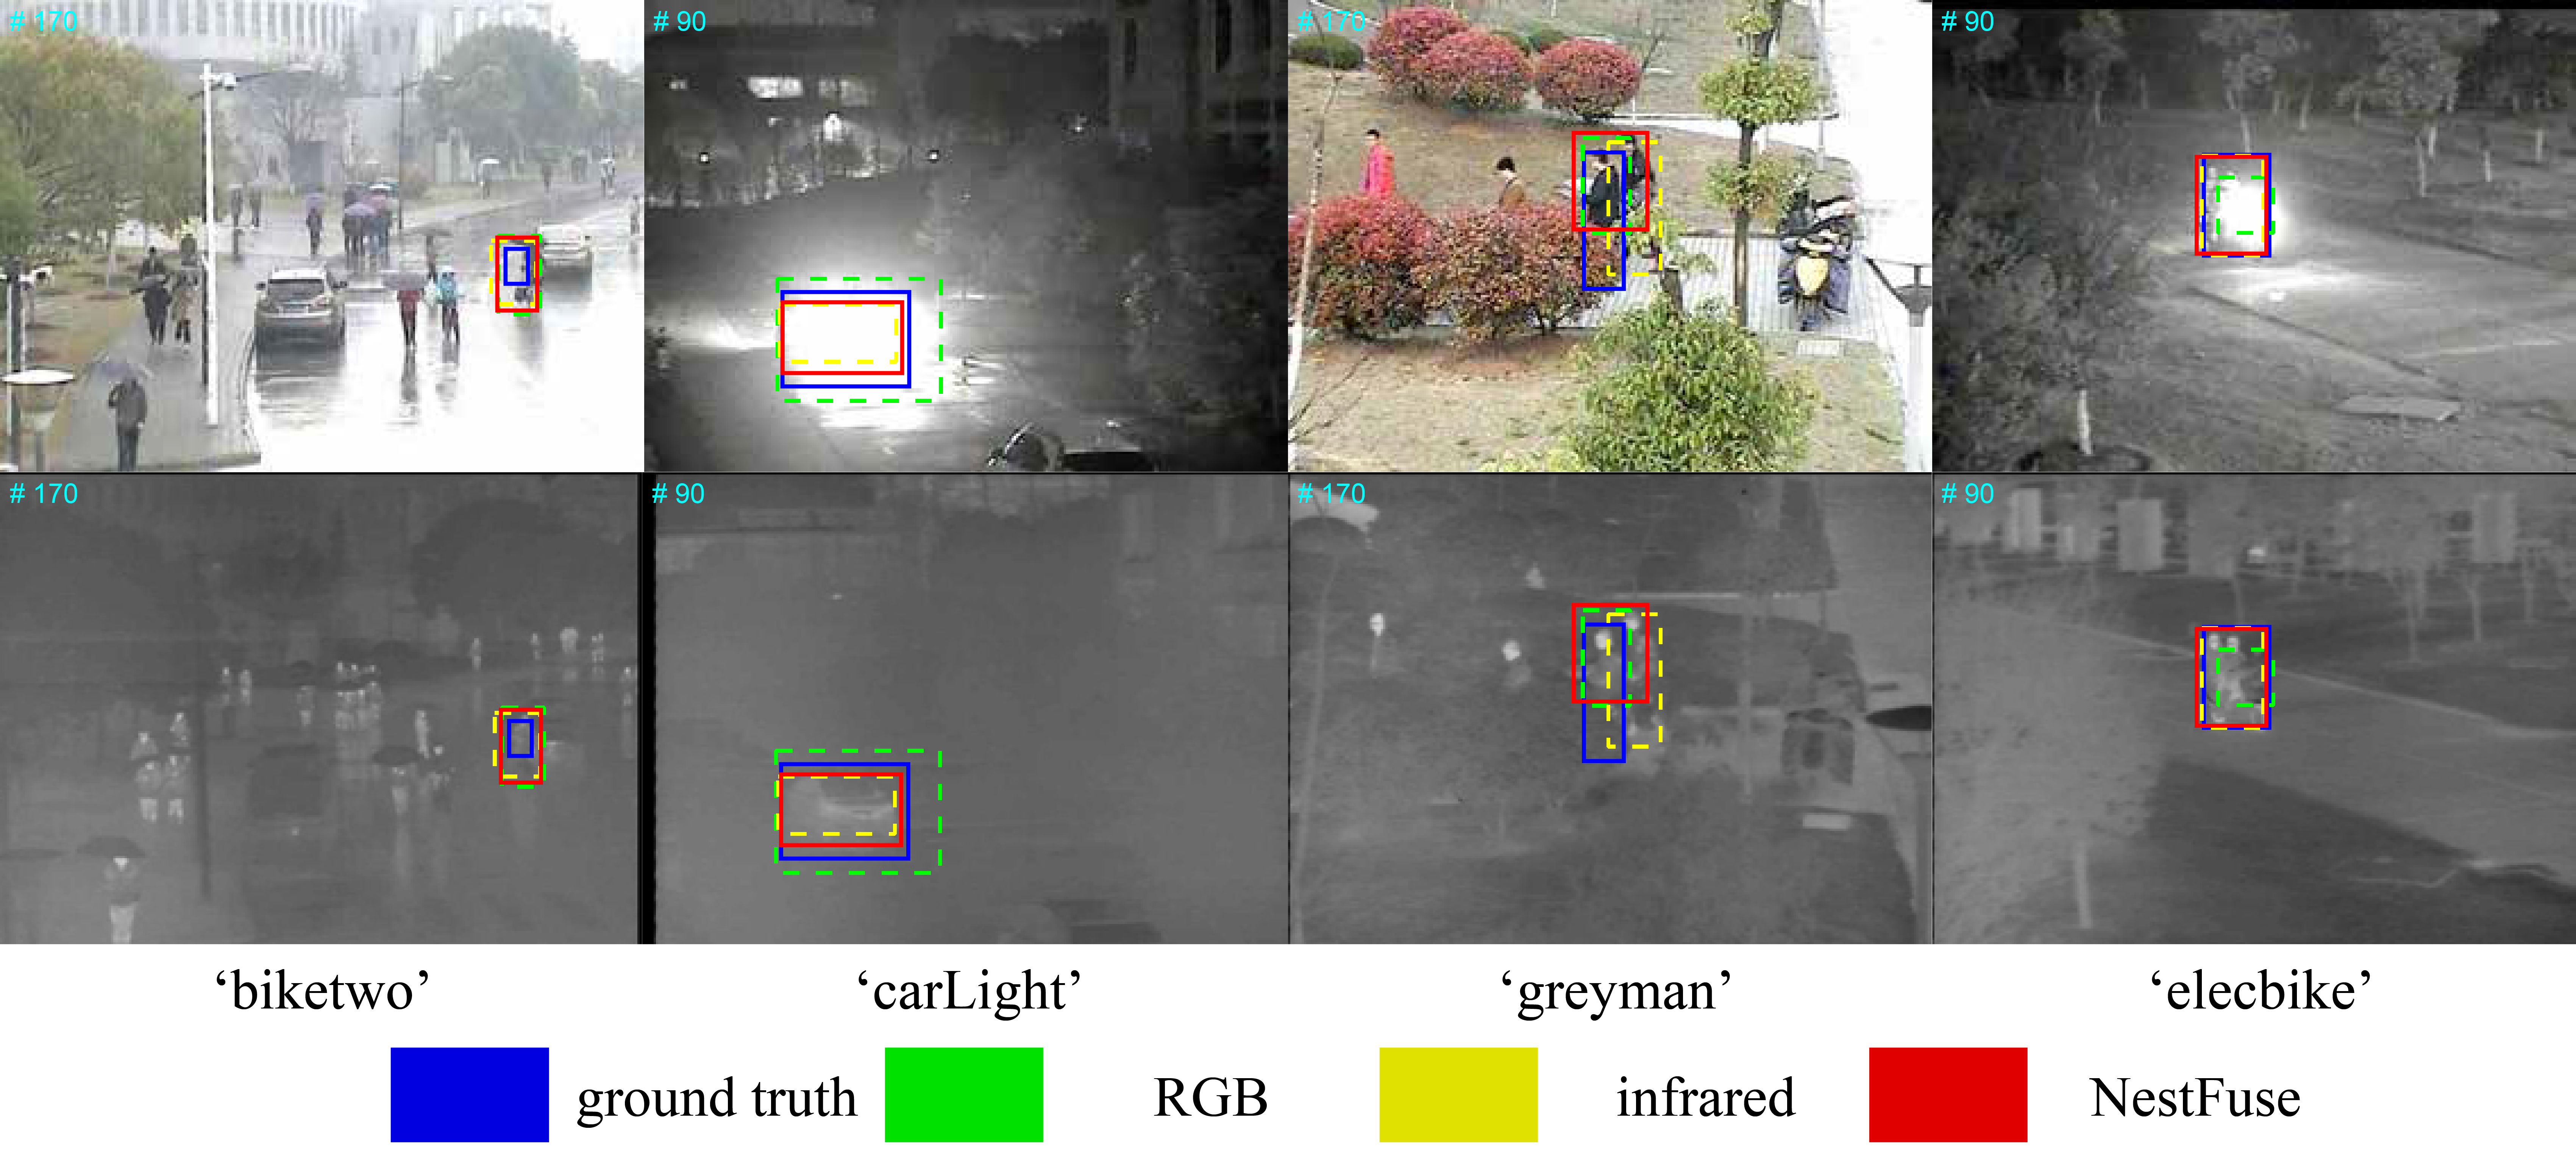 # 170
# 90
# 170
# 90
# 170
# 90
# 170
# 90
‘biketwo’
‘carLight’
‘greyman’
‘elecbike’
ground truth
RGB
infrared
NestFuse